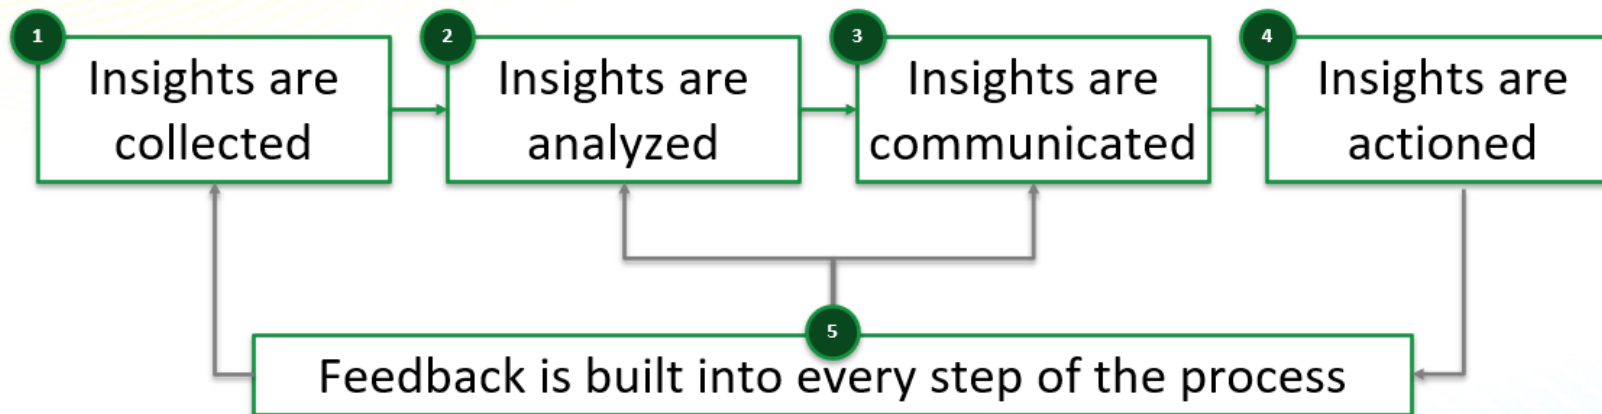 1
Insights are
collected
2
Insights are
analyzed
3
Insights are
communicated
4
Insights are
actioned
5
Feedback is built into every step of the process